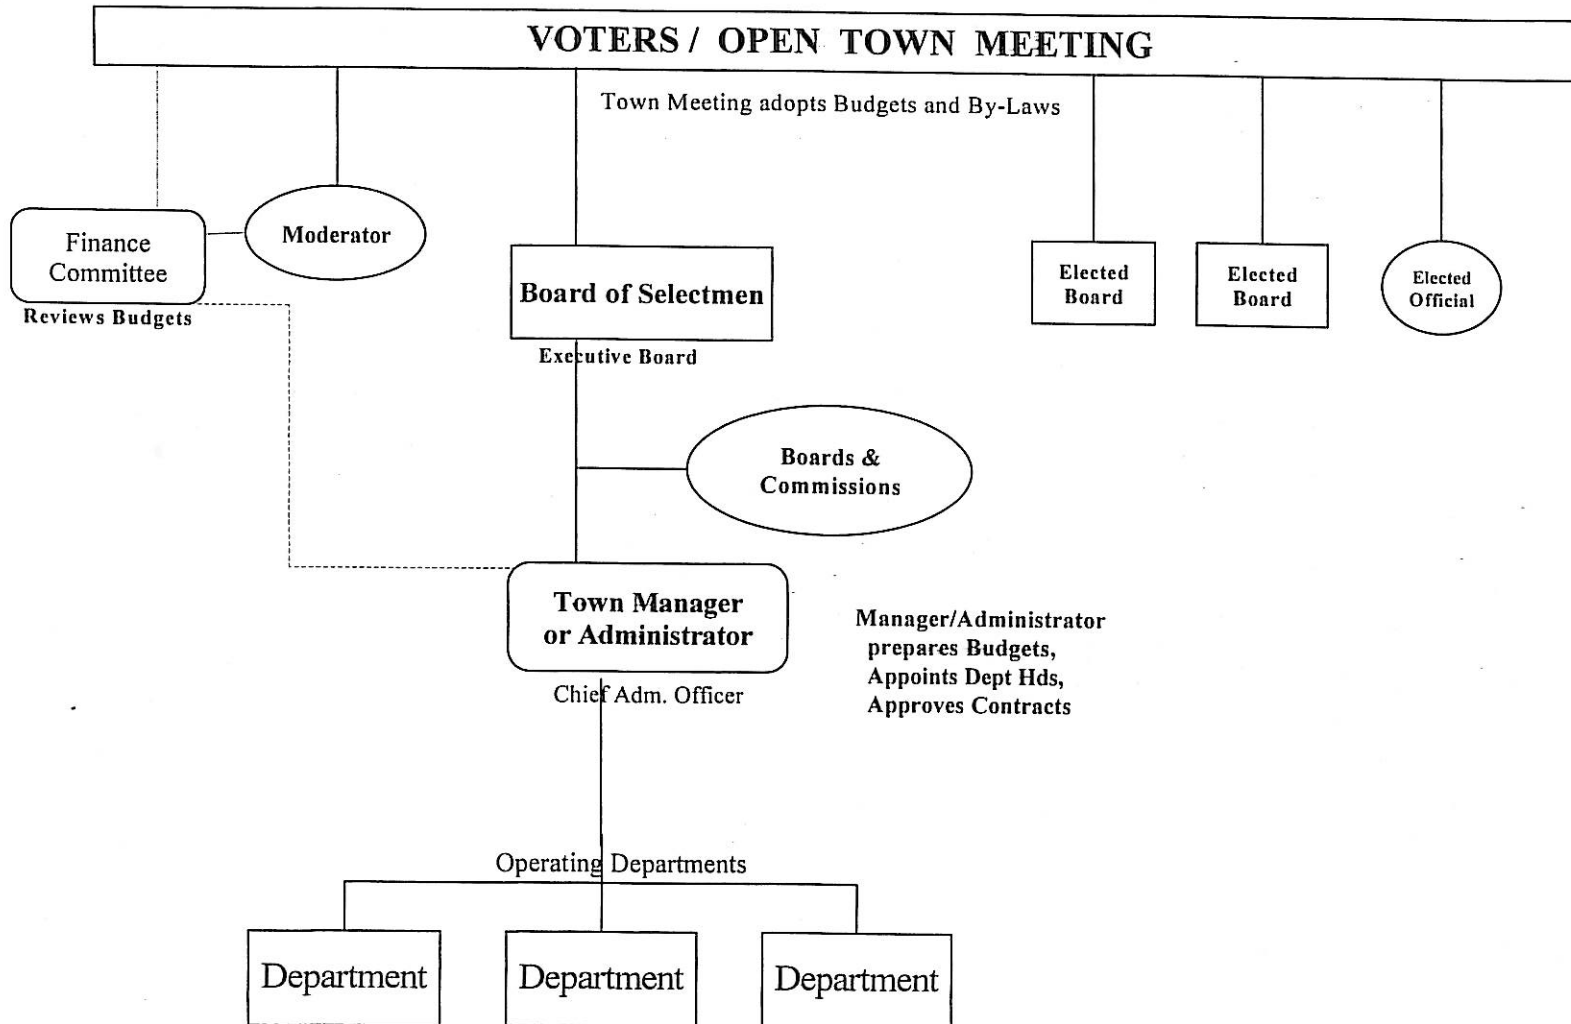 VOTERS / OPEN TOWN MEETING
Town Meeting adopts Budgets and By-Laws
Finance
Committee
Reviews Budgets
Moderator
Board of Selectmen
Executive Board
Elected
Board
Elected
Board
Elected
Official
Boards &
Commissions
Town Manager
or Administrator
Chief Adm. Officer
Manager/Administrator
prepares Budgets,
Appoints Dept Hds,
Approves Contracts
Operating Departments
Department
Department
Department